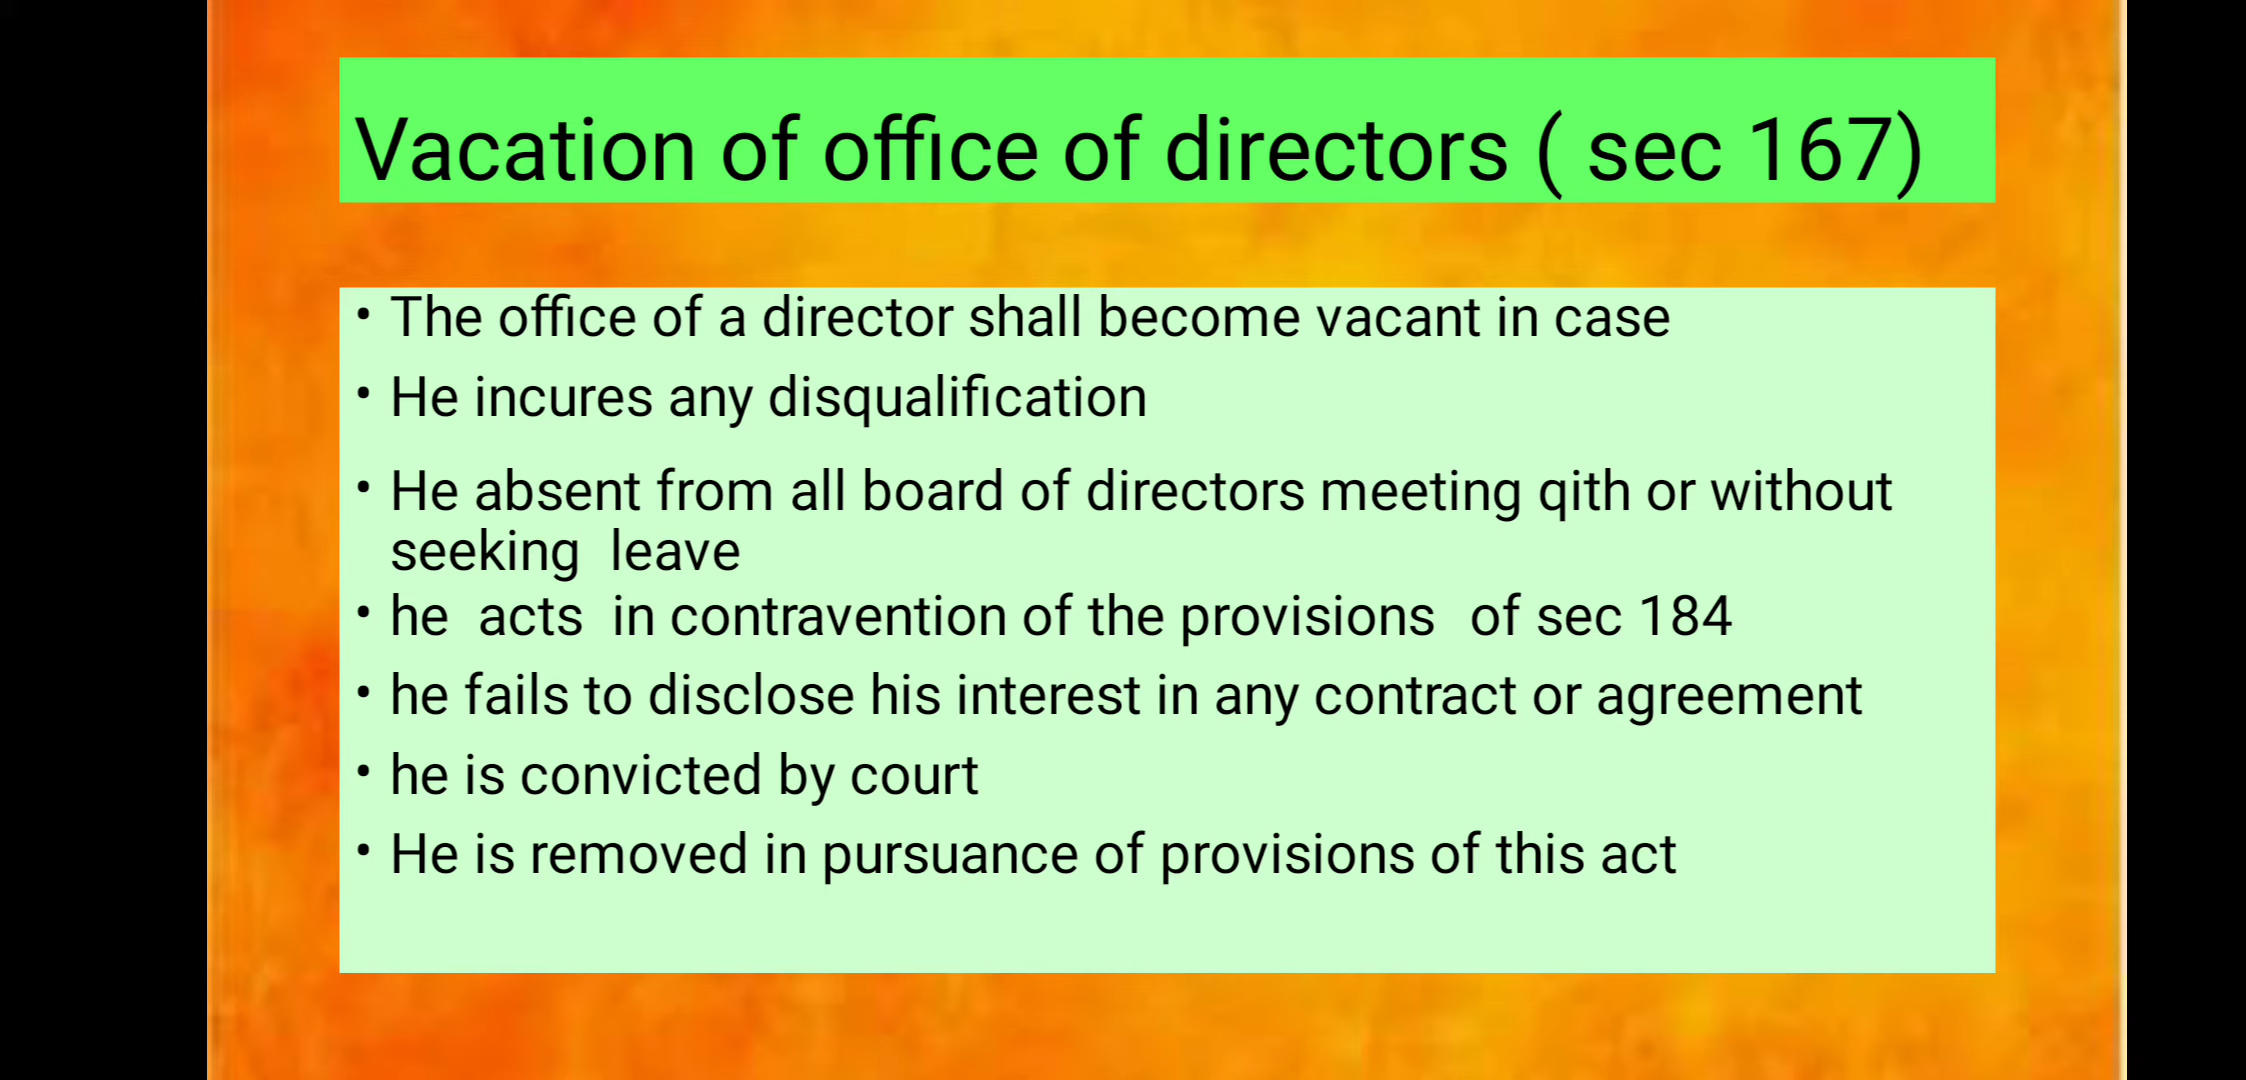 Vacation of office of directors ( sec 167)
• The office of a director shall become vacant in case
• He incures any disqualification
• He absent from all board of directors meeting qith or without
seeking  leave
• he  acts  in contravention of the provisions  of sec 184
• he fails to disclose his interest in any contract or agreement
• he is convicted by court
• He is removed in pursuance of provisions of this act